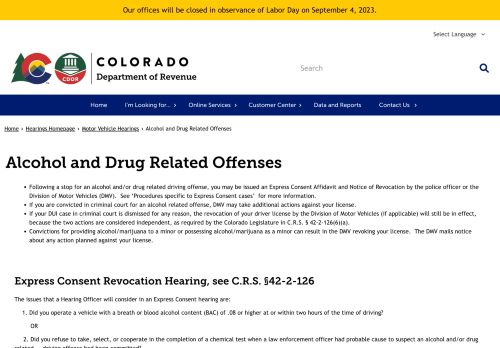 Our offices will be closed in observance of Labor Day on September 4, 2023.
Select Language
COLORADO
Department of Revenue
CDOR
Search
Home
I'm Looking for...
Online Services
Customer Center
Data and Reports
Contact Us
Home › Hearings Homepage › Motor Vehicle Hearings › Alcohol and Drug Related Offenses
Alcohol and Drug Related Offenses
• Following a stop for an alcohol and/or drug related driving offense, you may be issued an Express Consent Affidavit and Notice of Revocation by the police officer or the
Division of Motor Vehicles (DMV). See 'Procedures specific to Express Consent cases' for more information.
• If you are convicted in criminal court for an alcohol related offense, DMV may take additional actions against your license.
• If your DUI case in criminal court is dismissed for any reason, the revocation of your driver license by the Division of Motor Vehicles (if applicable) will still be in effect,
because the two actions are considered independent, as required by the Colorado Legislature in C.R.S. § 42-2-126(6)(a).
• Convictions for providing alcohol/marijuana to a minor or possessing alcohol/marijuana as a minor can result in the DMV revoking your license. The DMV mails notice
about any action planned against your license.
Express Consent Revocation Hearing, see C.R.S. §42-2-126
The issues that a Hearing Officer will consider in an Express Consent hearing are:
1. Did you operate a vehicle with a breath or blood alcohol content (BAC) of .08 or higher at or within two hours of the time of driving?
OR
2. Did you refuse to take, select, or cooperate in the completion of a chemical test when a law enforcement officer had probable cause to suspect an alcohol and/or drug